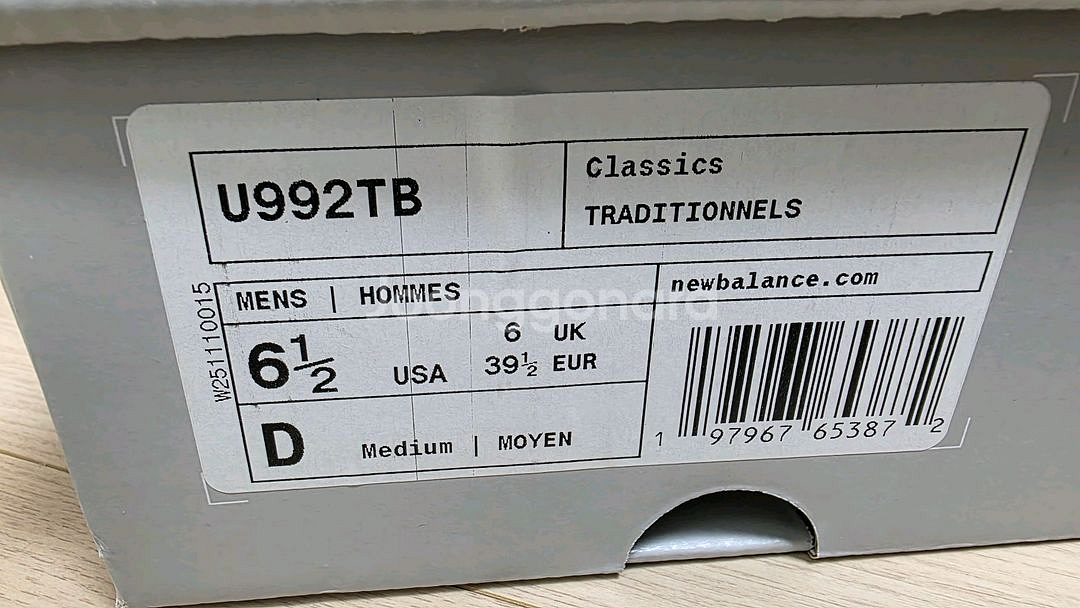 U992TB
Classics
TRADITIONNELS
MENS | HOMMES
newbalance.com
6½ USA
6 UK
39½ EUR
D Medium | MOYEN
W251110015
1 97967 65387 2
joonggonara